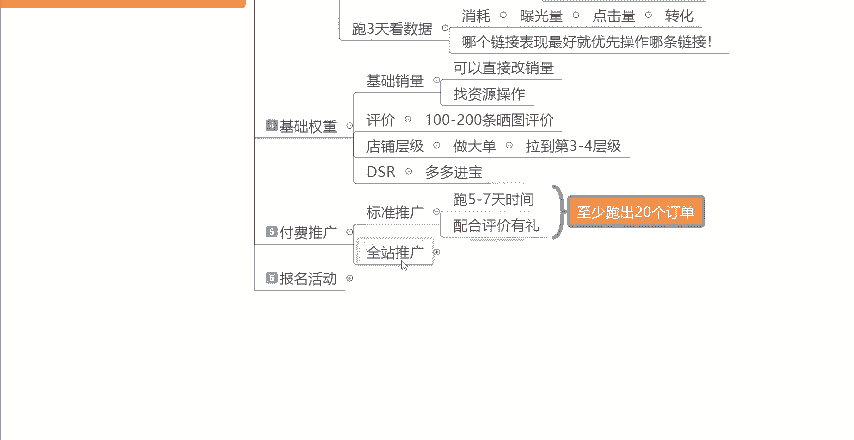 消耗 曝光量 点击量 转化
跑3天看数据
哪个链接表现最好就优先操作哪条链接!
可以直接改销量
基础销量
找资源操作
4 基础权重
评价 100-200条晒图评价
店铺层级 做大单 拉到第3-4层级
DSR 多多进宝
跑5-7天时间
标准推广
至少跑出20个订单
配合评价有礼
5 付费推广
全站推广
6 报名活动